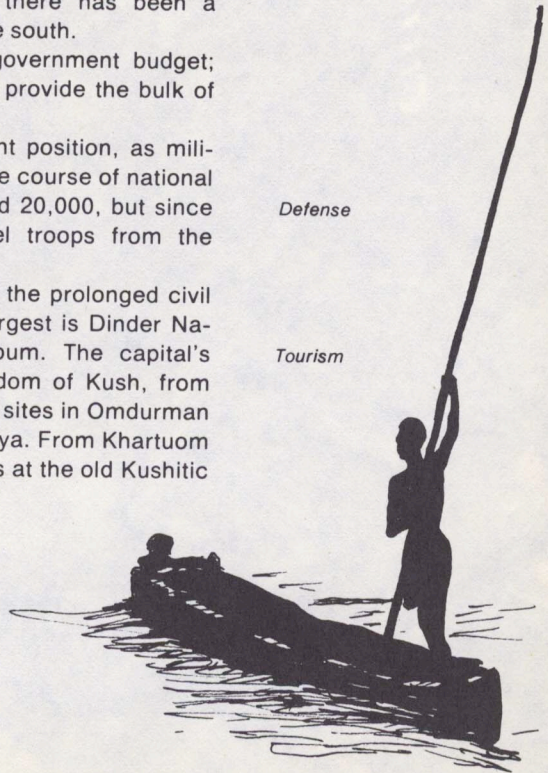 there has been a
e south.
government budget;
provide the bulk of
nt position, as mili-
e course of national
d 20,000, but since
el troops from the
Defense
the prolonged civil
rgest is Dinder Na-
oum. The capital's
dom of Kush, from
sites in Omdurman
ya. From Khartuom
s at the old Kushitic
Tourism